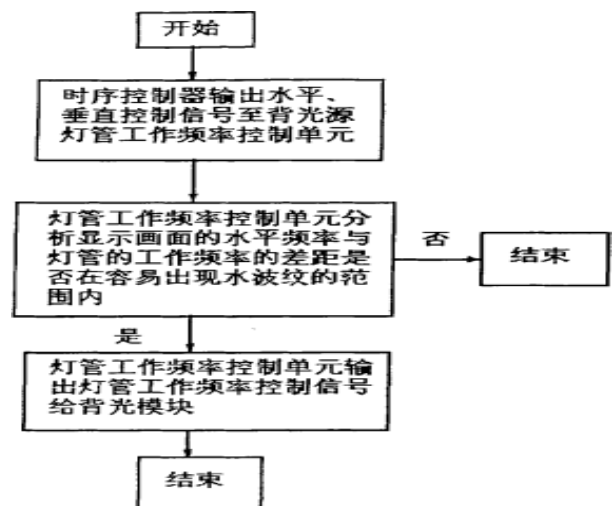 开始
时序控制器输出水平、
垂直控制信号至背光源
灯管工作频率控制单元
灯管工作频率控制单元分
析显示画面的水平频率与
灯管的工作频率的差距是
否在容易出现水波纹的范
围内
否
结束
是
灯管工作频率控制单元输
出灯管工作频率控制信号
给背光模块
结束